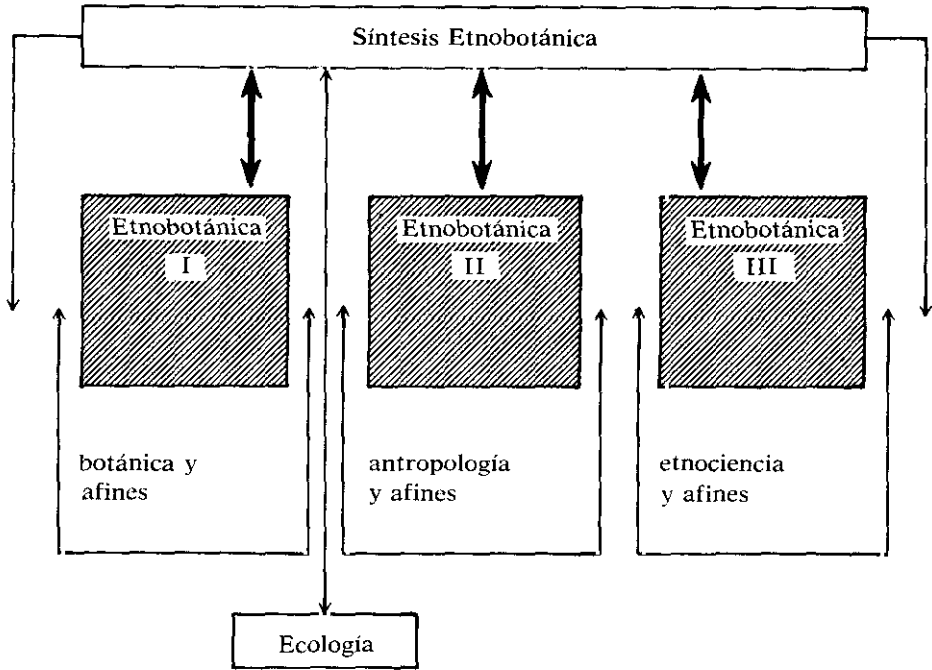 Síntesis Etnobotánica
Etnobotánica
I
Etnobotánica
II
Etnobotánica
III
botánica y
afines
antropología
y afines
etnociencia
y afines
Ecología